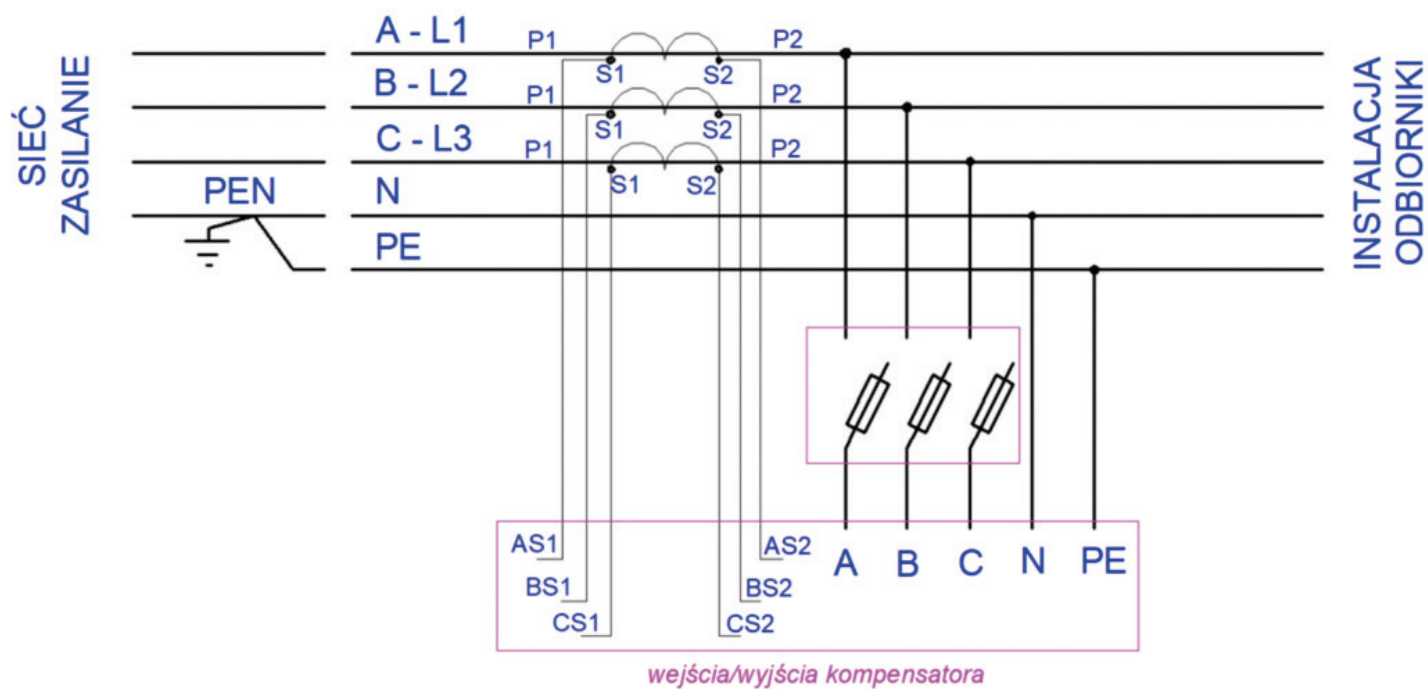 SIEĆ
ZASILANIE
A - L1
P1
P2
S1
S2
B - L2
P1
P2
S1
S2
C - L3
P1
P2
S1
S2
PEN
N
PE
INSTALACJA
ODBIORNIKI
AS1
AS2
BS1
BS2
CS1
CS2
A
B
C
N
PE
wejścia/wyjścia kompensatora